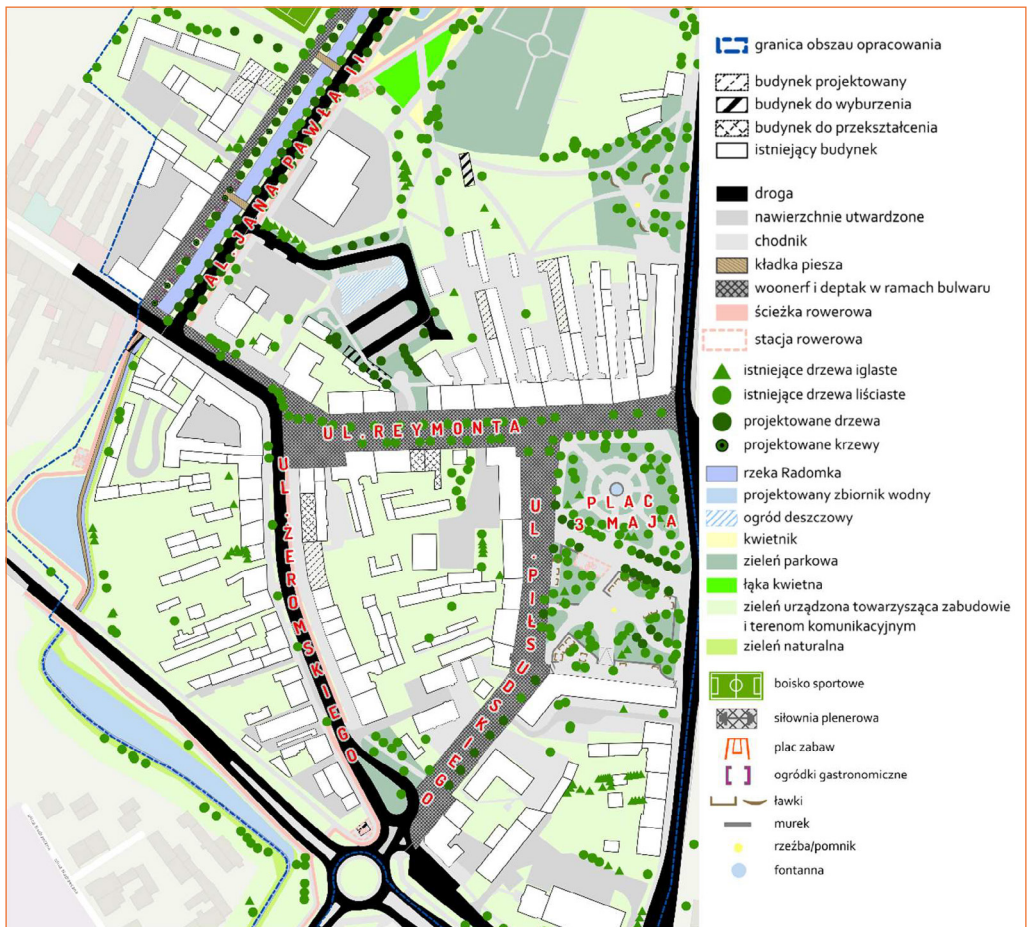 AL. JANA PAWŁA II
UL.REYMONTA
UL.ŻEROMSKIEGO
UL.PIŁSUDSKIEGO
PLAC
3 MAJA
granica obszau opracowania
budynek projektowany
budynek do wyburzenia
budynek do przekształcenia
istniejący budynek
droga
nawierzchnie utwardzone
chodnik
kładka piesza
woonerf i deptak w ramach bulwaru
ścieżka rowerowa
stacja rowerowa
istniejące drzewa iglaste
istniejące drzewa liściaste
projektowane drzewa
projektowane krzewy
rzeka Radomka
projektowany zbiornik wodny
ogród deszczowy
kwietnik
zieleń parkowa
łąka kwietna
zieleń urządzona towarzysząca zabudowie
i terenom komunikacyjnym
zieleń naturalna
boisko sportowe
siłownia plenerowa
plac zabaw
ogródki gastronomiczne
ławki
murek
rzeźba/pomnik
fontanna